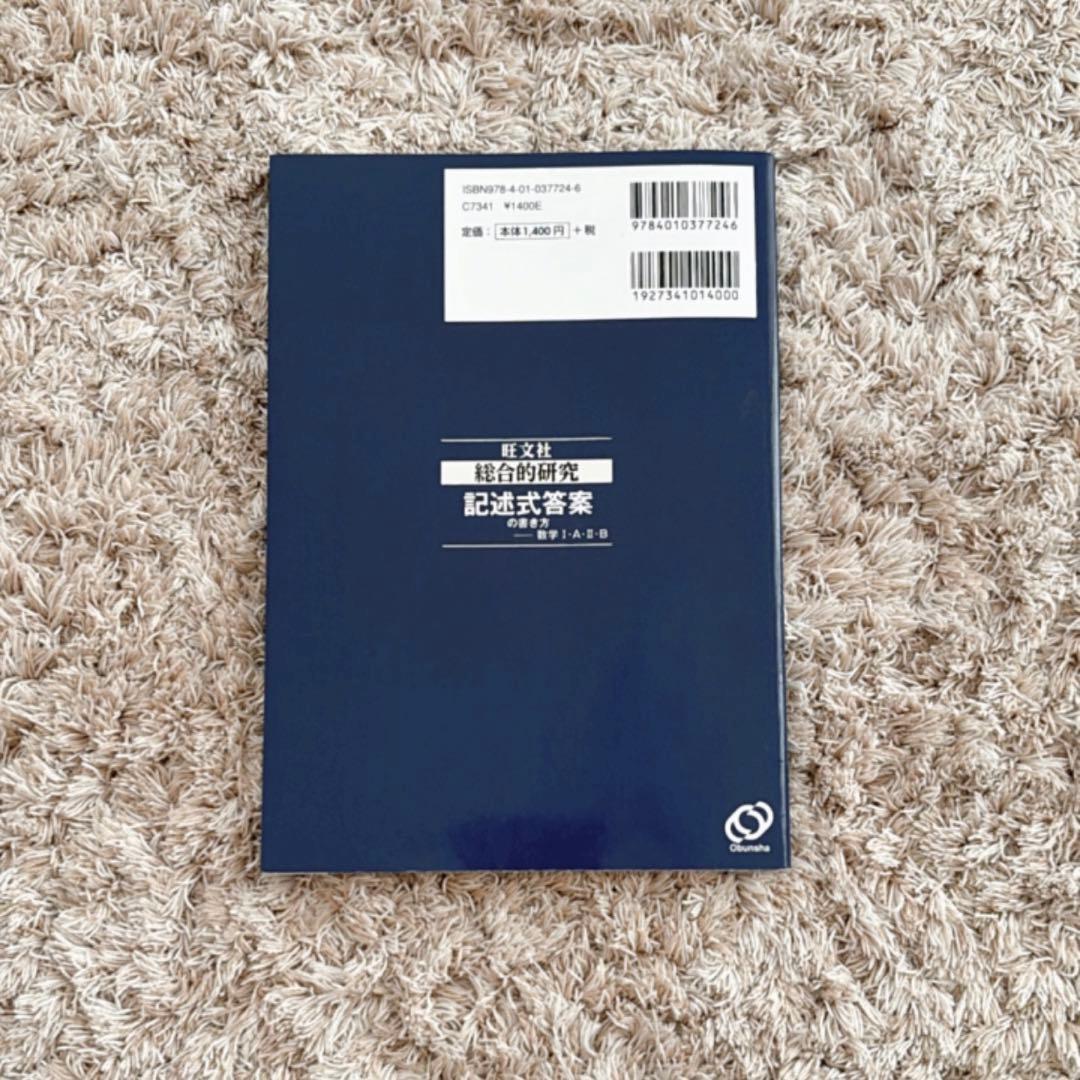 ISBN978-4-01-037724-6
C7341 ¥1400E
定価：本体1,400円＋税
9784010377246
1927341014000
旺文社
総合的研究
記述式答案
の書き方
——数学Ⅰ・A・Ⅱ・B
Obunsha